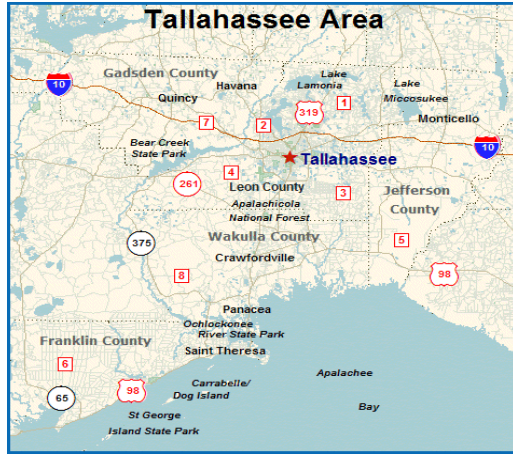 Tallahassee Area
10
Gadsden County
Lake
Lamonia
Lake
Miccosukee
Quincy
Havana
1
319
Monticello
7
2
10
Bear Creek
State Park
Tallahassee
4
261
Leon County
3
Jefferson
County
Apalachicola
National Forest
375
Wakulla County
5
Crawfordville
98
8
Panacea
Ochlockonee
River State Park
Franklin County
Saint Theresa
6
Apalachee
Bay
Carrabelle/
Dog Island
98
65
St George
Island State Park